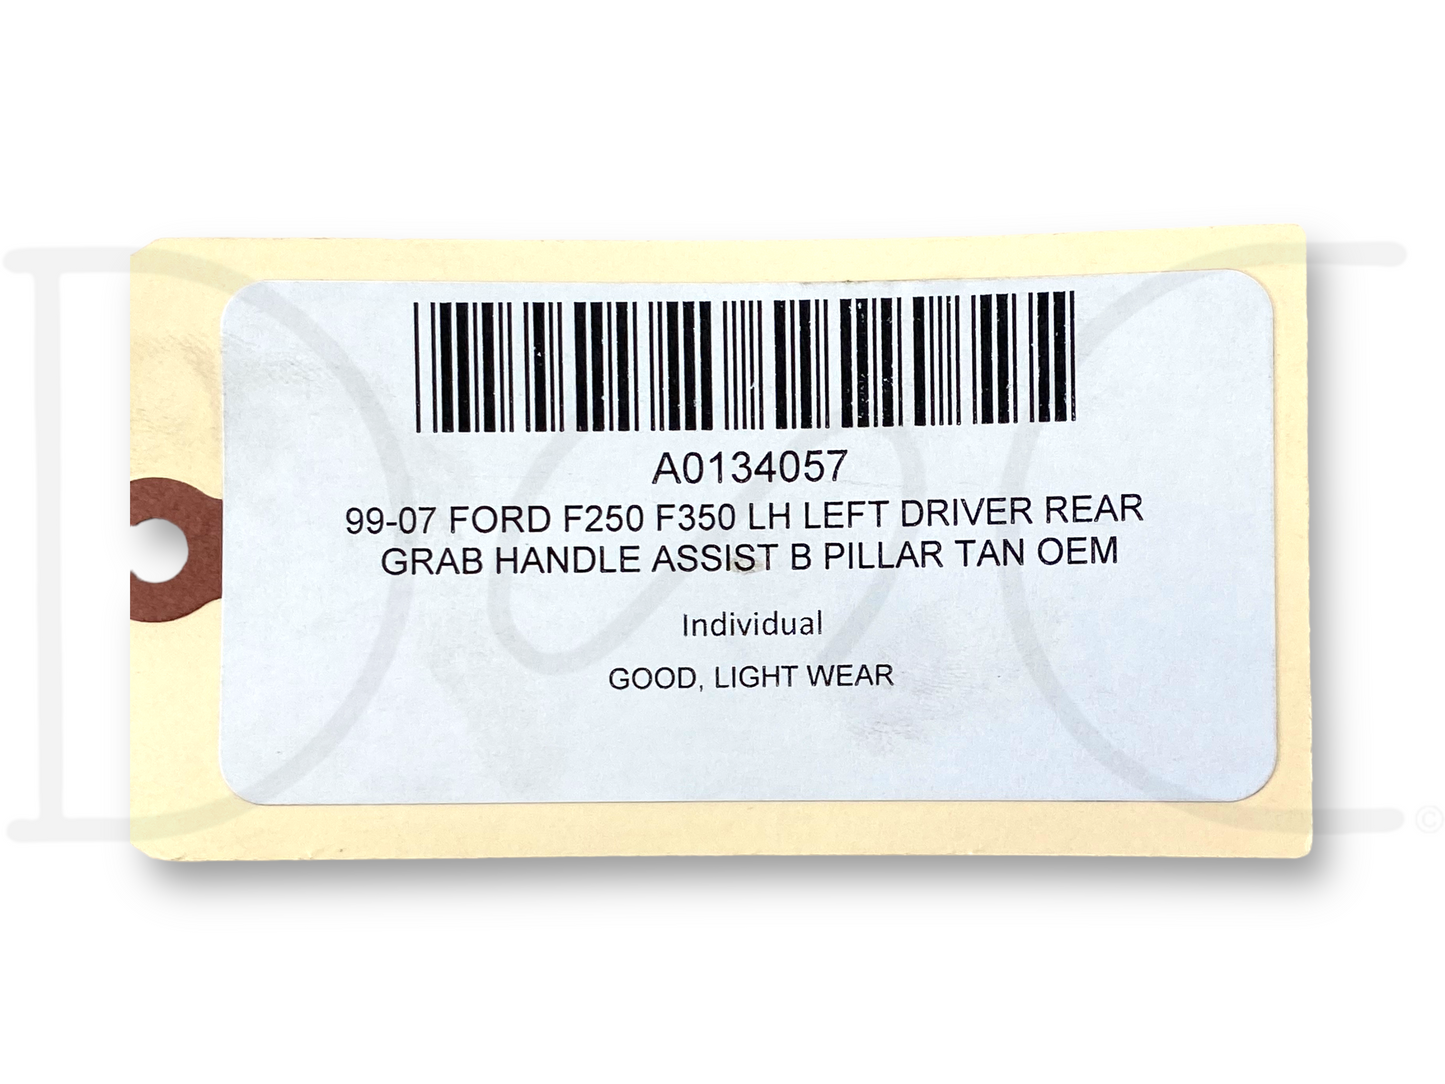 A0134057
99-07 FORD F250 F350 LH LEFT DRIVER REAR
GRAB HANDLE ASSIST B PILLAR TAN OEM
Individual
GOOD, LIGHT WEAR
DSC
©